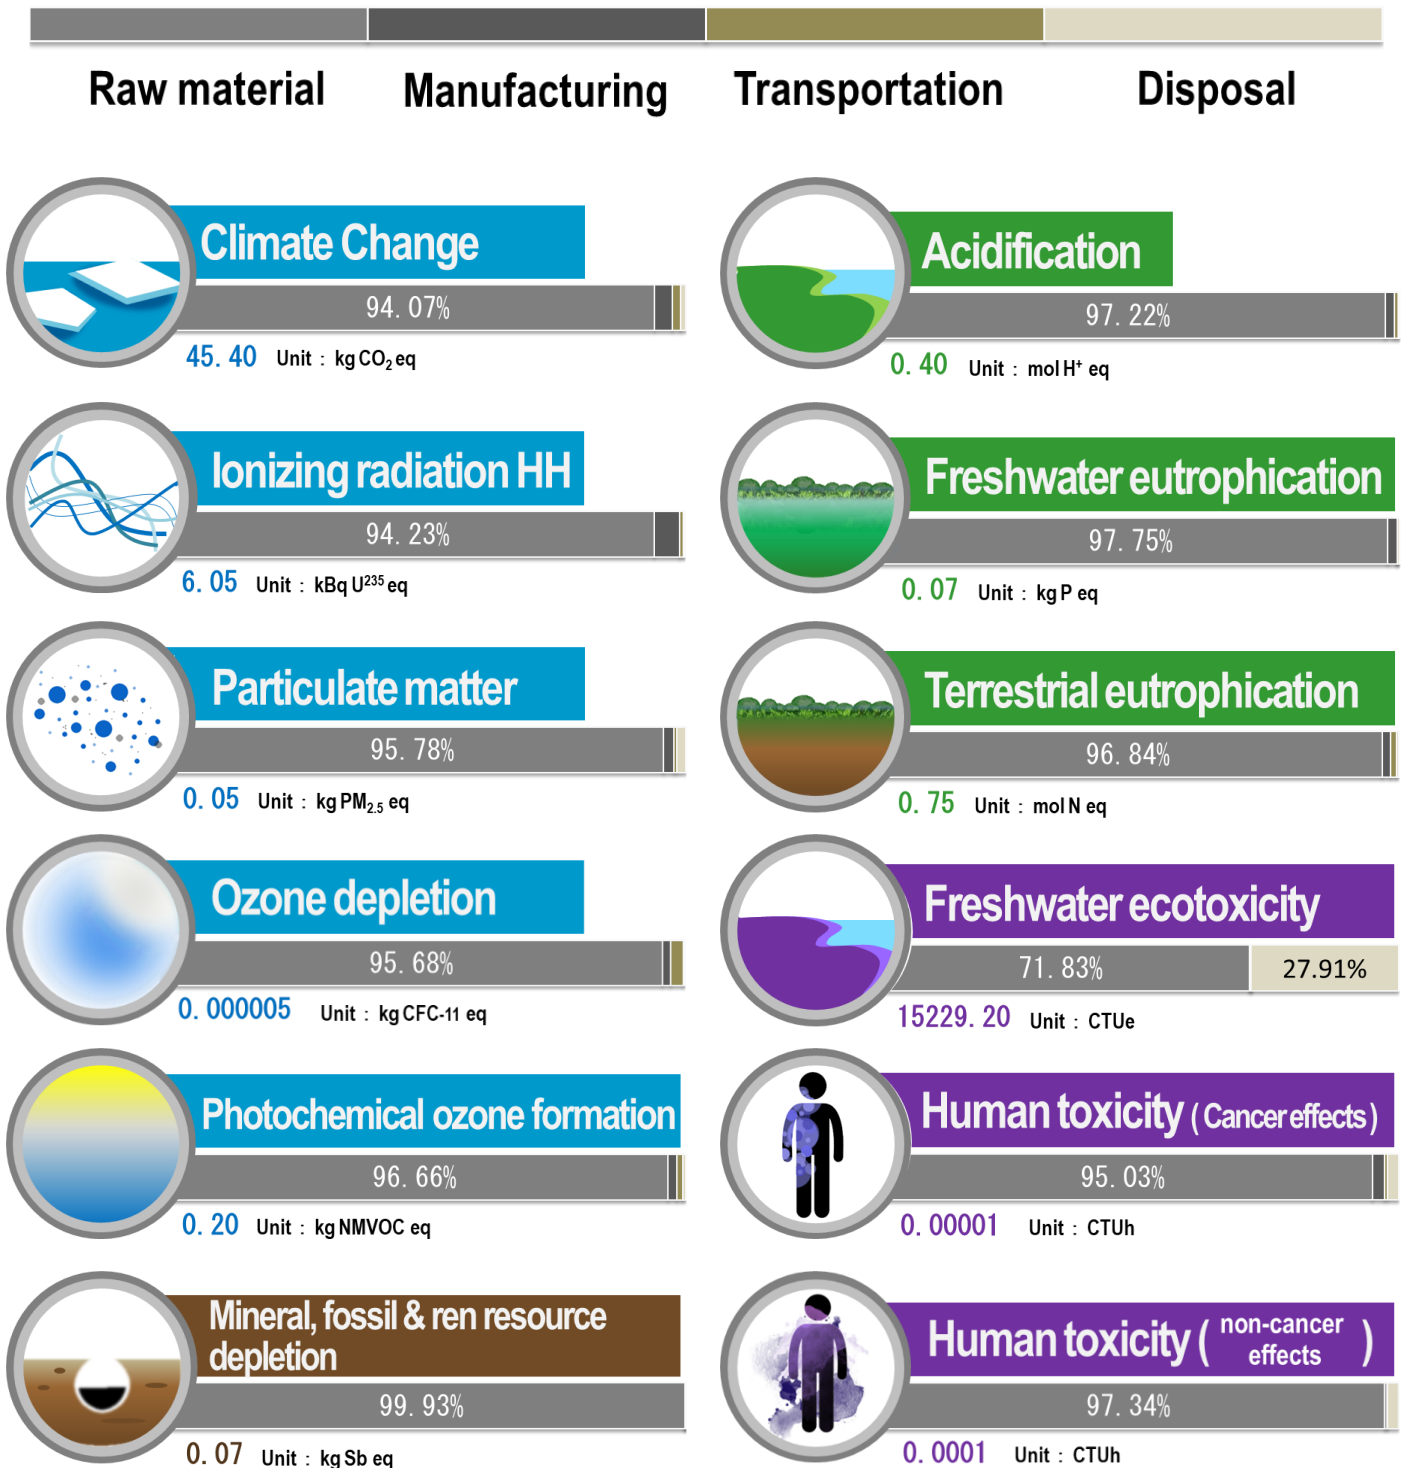 Raw material
Manufacturing
Transportation
Disposal
Climate Change
94.07%
45.40 Unit : kg CO₂ eq
Ionizing radiation HH
94.23%
6.05 Unit : kBq U²³⁵ eq
Particulate matter
95.78%
0.05 Unit : kg PM₂.₅ eq
Ozone depletion
95.68%
0.000005 Unit : kg CFC-11 eq
Photochemical ozone formation
96.66%
0.20 Unit : kg NMVOC eq
Mineral, fossil & ren resource
depletion
99.93%
0.07 Unit : kg Sb eq
Acidification
97.22%
0.40 Unit : mol H⁺ eq
Freshwater eutrophication
97.75%
0.07 Unit : kg P eq
Terrestrial eutrophication
96.84%
0.75 Unit : mol N eq
Freshwater ecotoxicity
71.83% 27.91%
15229.20 Unit : CTUe
Human toxicity (Cancer effects)
95.03%
0.00001 Unit : CTUh
Human toxicity ( non-cancer
effects )
97.34%
0.0001 Unit : CTUh